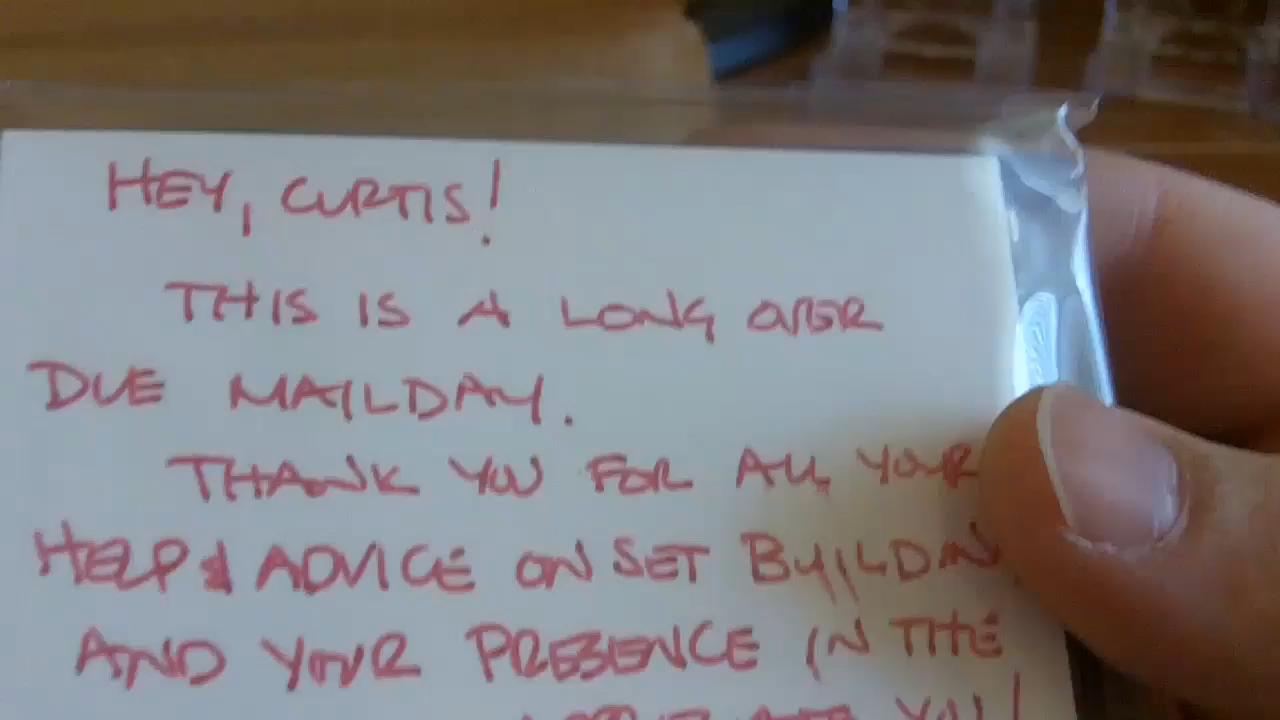 HEY, CURTIS!
THIS IS A LONG OVER
DUE MAILDAY.
THANK YOU FOR ALL YOUR
HELP & ADVICE ON SET BUILDIN
AND YOUR PRESENCE IN THE
YOU!